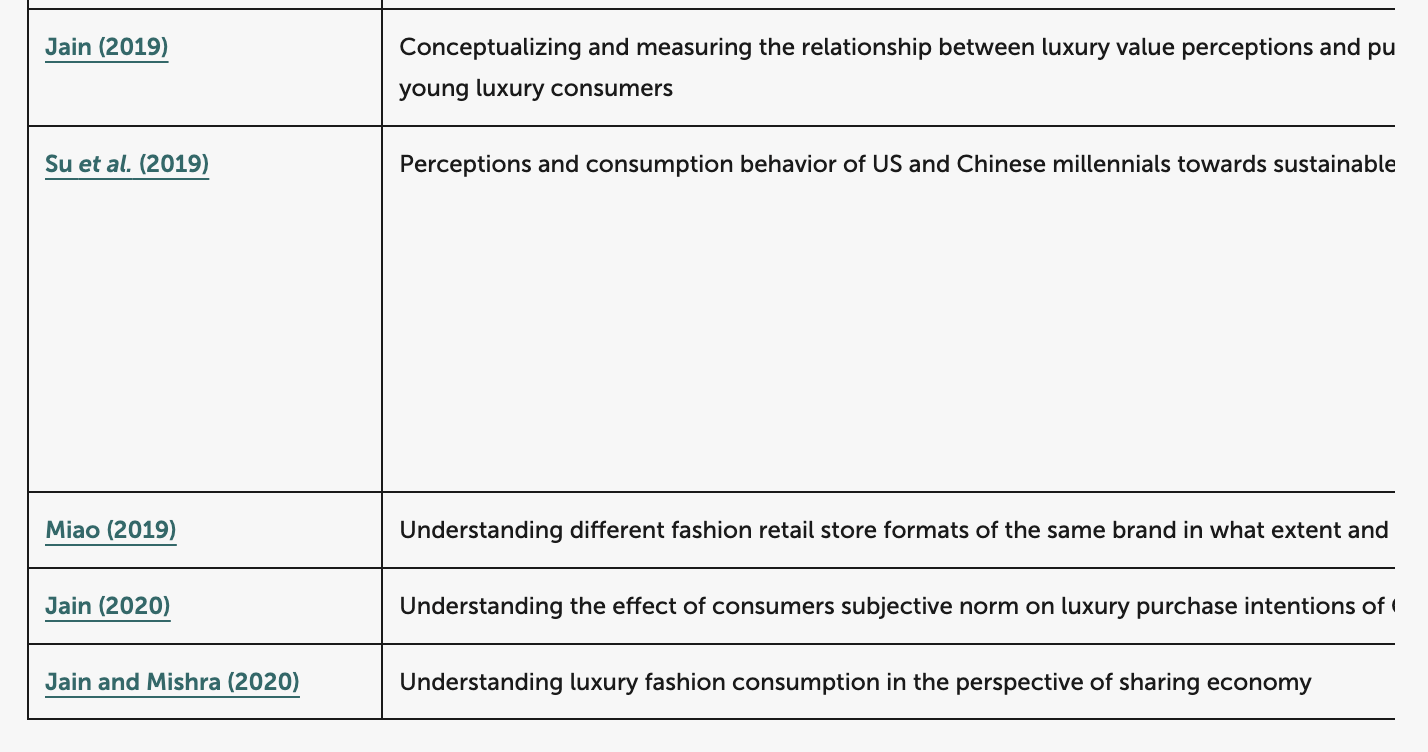 Jain (2019)
Conceptualizing and measuring the relationship between luxury value perceptions and
young luxury consumers
Su et al. (2019)
Perceptions and consumption behavior of US and Chinese millennials towards sustainable
Miao (2019)
Understanding different fashion retail store formats of the same brand in what extent and
Jain (2020)
Understanding the effect of consumers subjective norm on luxury purchase intentions of
Jain and Mishra (2020)
Understanding luxury fashion consumption in the perspective of sharing economy